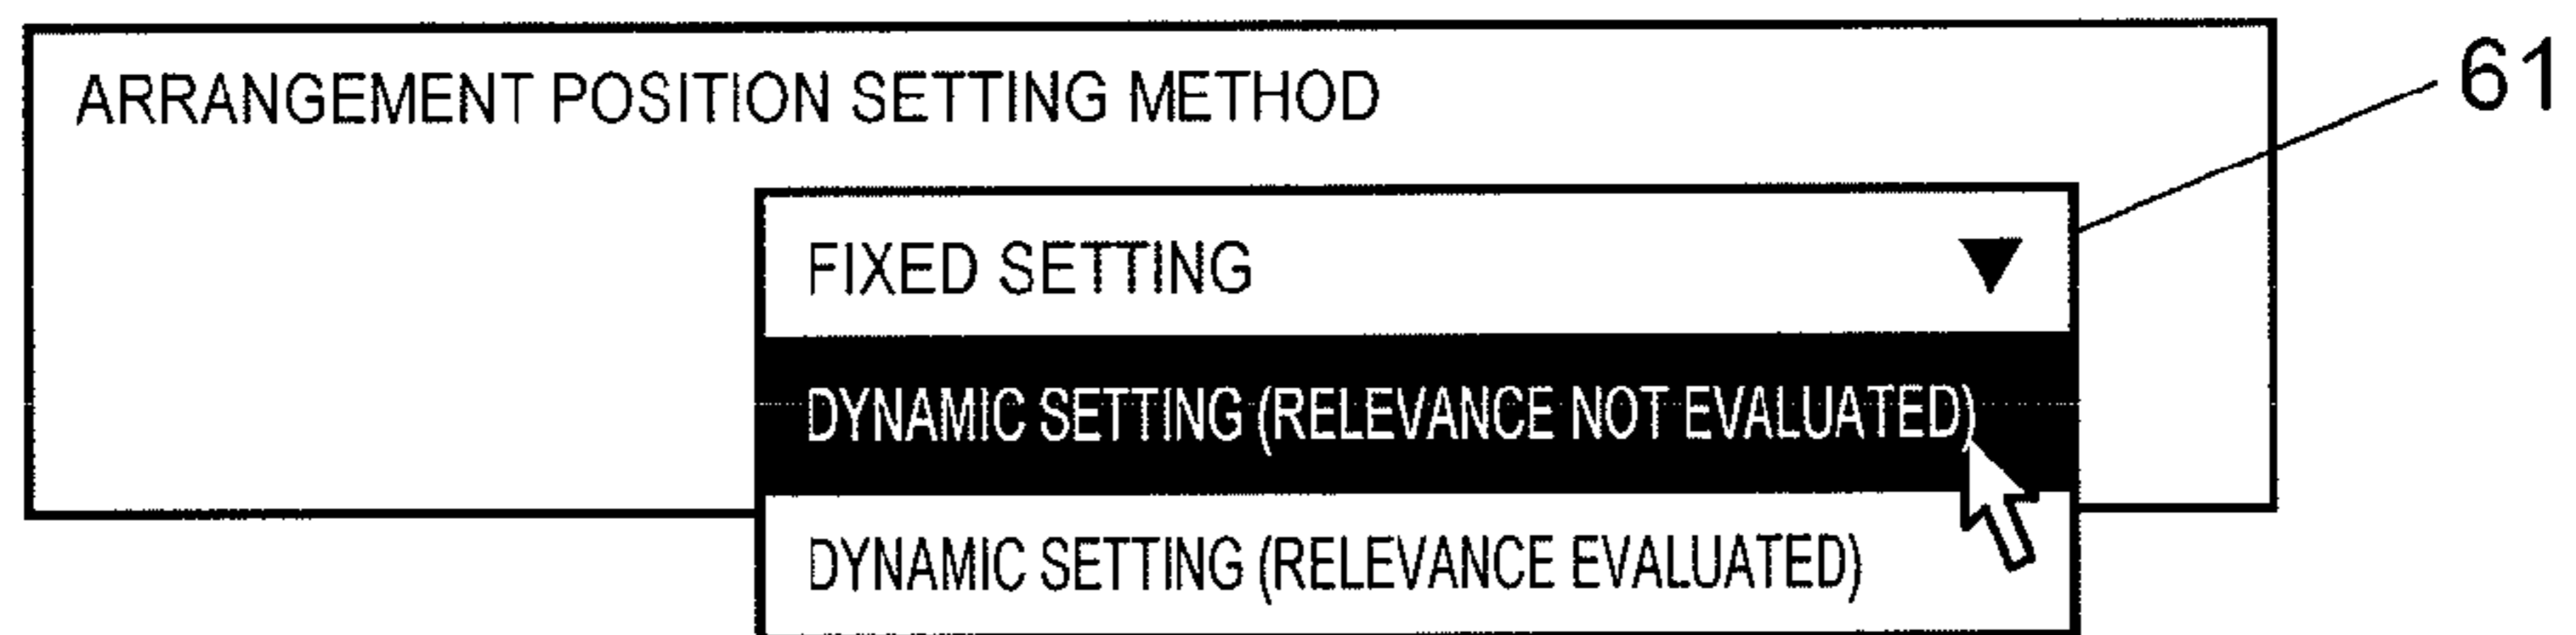 ARRANGEMENT POSITION SETTING METHOD
61
FIXED SETTING ▼
DYNAMIC SETTING (RELEVANCE NOT EVALUATED)
DYNAMIC SETTING (RELEVANCE EVALUATED)